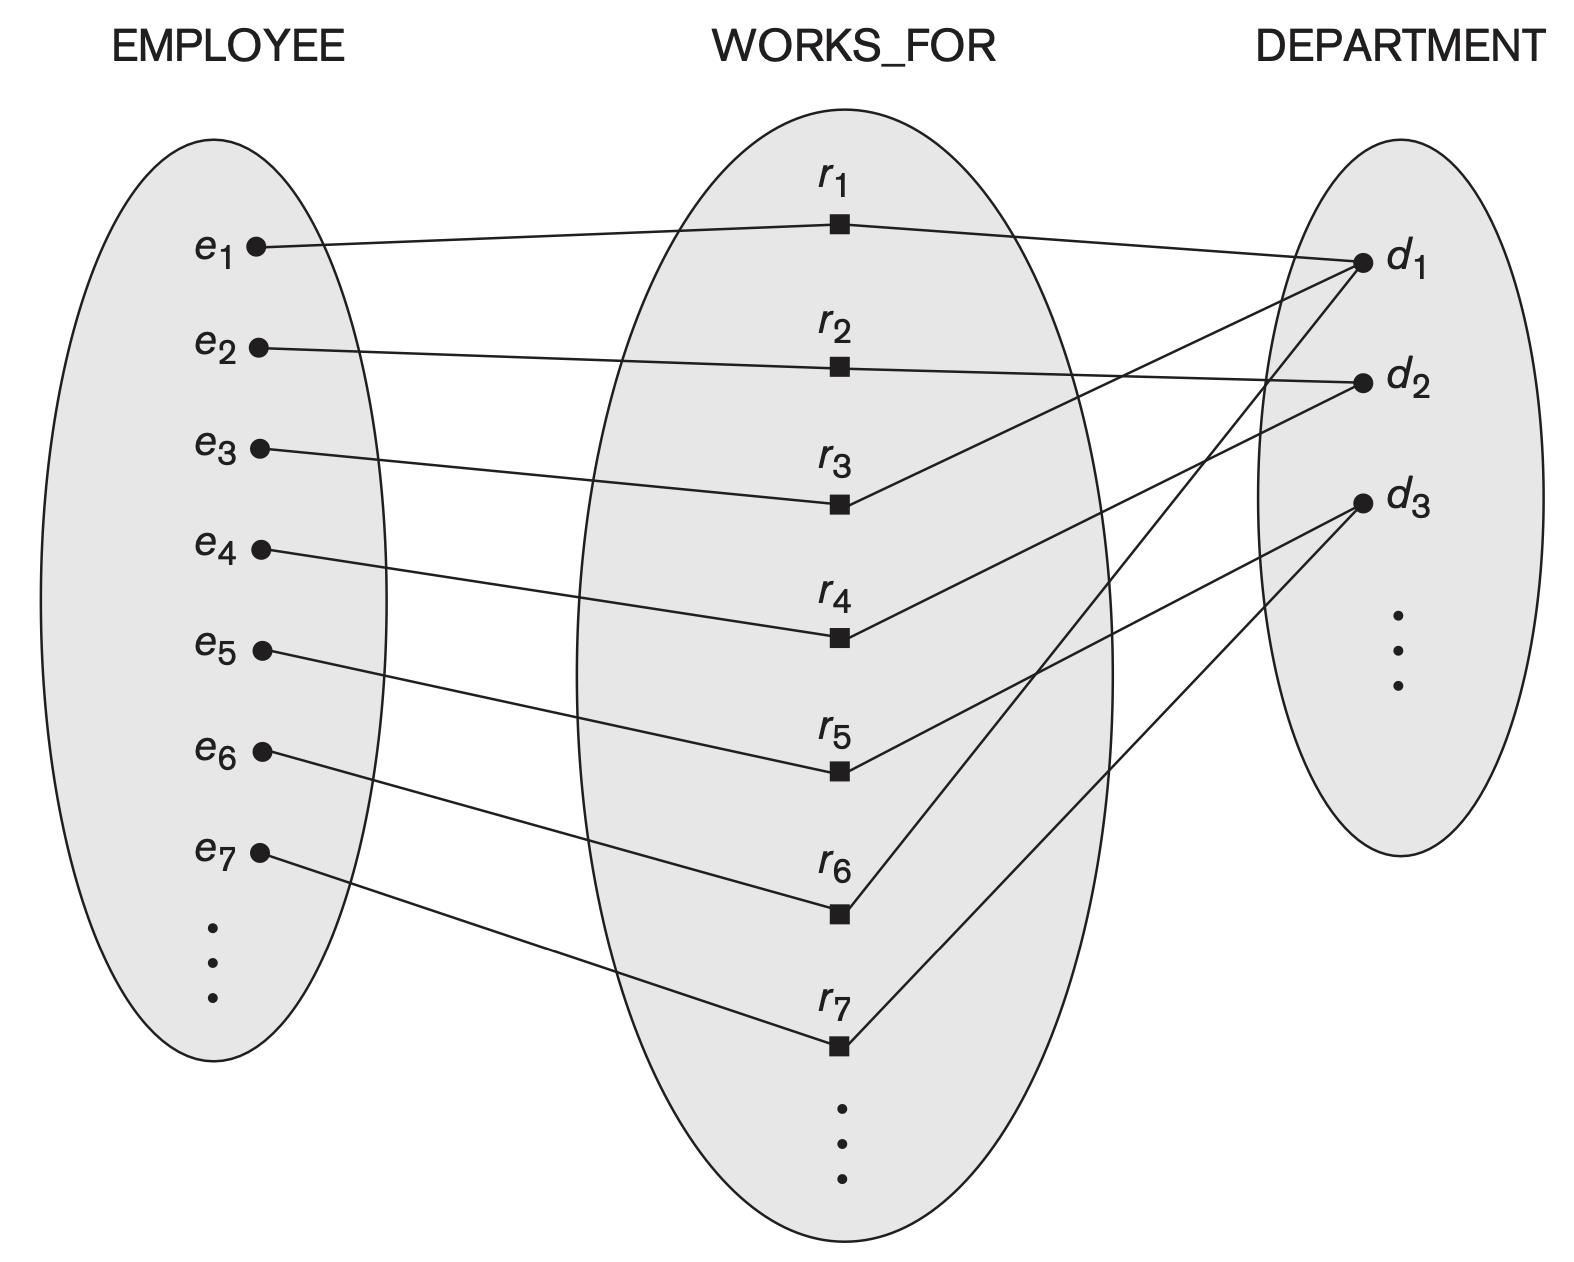 EMPLOYEE WORKS_FOR DEPARTMENT
r1
e1 d1
r2
e2 d2
e3 r3
d3
e4 r4
e5
r5
e6
e7 r6
r7